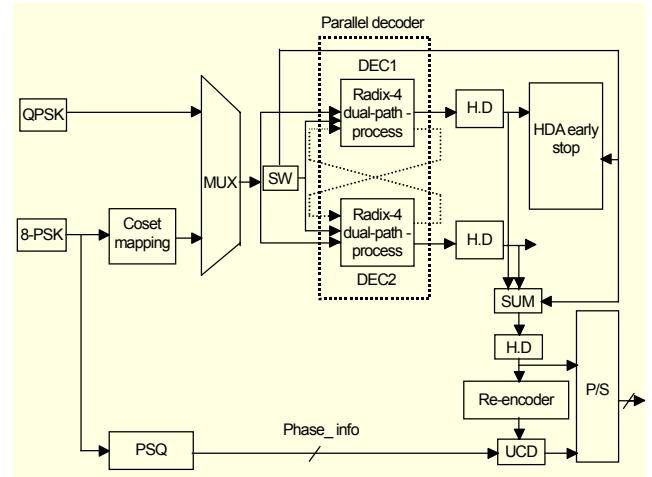 Parallel decoder
DEC1
QPSK
Radix-4
dual-path -
process
H.D
HDA early
stop
MUX
SW
8-PSK
Coset
mapping
Radix-4
dual-path -
process
H.D
DEC2
SUM
H.D
P/S
Re-encoder
Phase_ info
PSQ
UCD